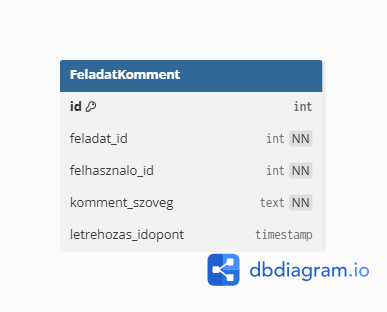 FeladatKomment
id int
feladat_id int NN
felhasznalo_id int NN
komment_szoveg text NN
letrehozas_idopont timestamp
dbdiagram.io